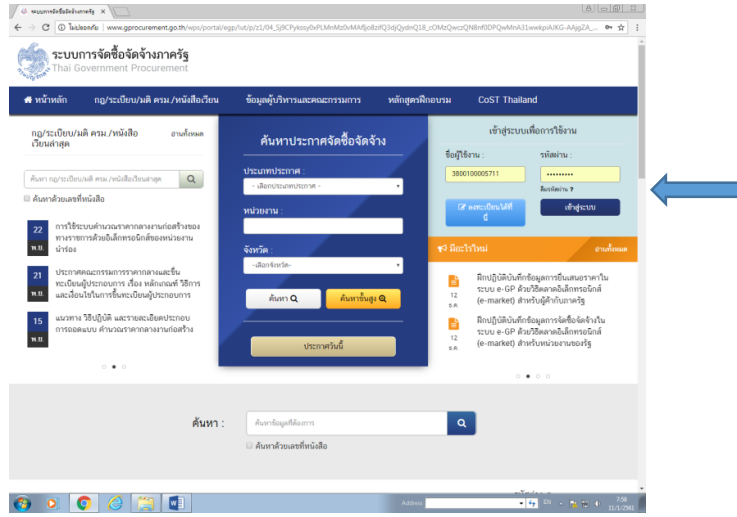 ระบบการจัดซื้อจัดจ้างภาครัฐ
ไม่ปลอดภัย | www.gprocurement.go.th/wps/portal/egp/
ระบบการจัดซื้อจัดจ้างภาครัฐ
Thai Government Procurement
หน้าหลัก กฎ/ระเบียบ/มติ ครม./หนังสือเวียน ข้อมูลผู้บริหารและคณะกรรมการ หลักสูตรฝึกอบรม CoST Thailand
กฎ/ระเบียบ/มติ ครม./หนังสือเวียนล่าสุด
อ่านทั้งหมด
ค้นหา กฎ/ระเบียบ/มติ ครม./หนังสือเวียนล่าสุด
ค้นหาด้วยเลขที่หนังสือ
22 พ.ย.
การใช้ระบบคำนวณราคากลางงานก่อสร้างของ
ทางราชการด้วยอิเล็กทรอนิกส์ของหน่วยงาน
นำร่อง
21 พ.ย.
ประกาศคณะกรรมการราคากลางและขึ้น
ทะเบียนผู้ประกอบการ เรื่อง หลักเกณฑ์ วิธีการ
และเงื่อนไขในการขึ้นทะเบียนผู้ประกอบการ
15 พ.ย.
แนวทาง วิธีปฏิบัติ และรายละเอียดประกอบ
การถอดแบบ คำนวณราคากลางงานก่อสร้าง
ค้นหาประกาศจัดซื้อจัดจ้าง
ประเภทประกาศ :
- เลือกประเภทประกาศ -
หน่วยงาน :
จังหวัด :
-เลือกจังหวัด-
ค้นหา
ค้นหาขั้นสูง
ประกาศวันนี้
เข้าสู่ระบบเพื่อการใช้งาน
ชื่อผู้ใช้งาน : รหัสผ่าน :
3800100005711 •••••••••
ลืมรหัสผ่าน ?
ลงทะเบียนได้ที่
นี่
เข้าสู่ระบบ
มีอะไรใหม่ อ่านทั้งหมด
12 ธ.ค.
ฝึกปฏิบัติบันทึกข้อมูลการยื่นเสนอราคาใน
ระบบ e-GP ด้วยวิธีตลาดอิเล็กทรอนิกส์
(e-market) สำหรับผู้ค้ากับภาครัฐ
12 ธ.ค.
ฝึกปฏิบัติบันทึกข้อมูลการจัดซื้อจัดจ้างใน
ระบบ e-GP ด้วยวิธีตลาดอิเล็กทรอนิกส์
(e-market) สำหรับหน่วยงานของรัฐ
ค้นหา :
ค้นหาข้อมูลที่ต้องการ
ค้นหาด้วยเลขที่หนังสือ
Address
EN
7:58
11/1/2561